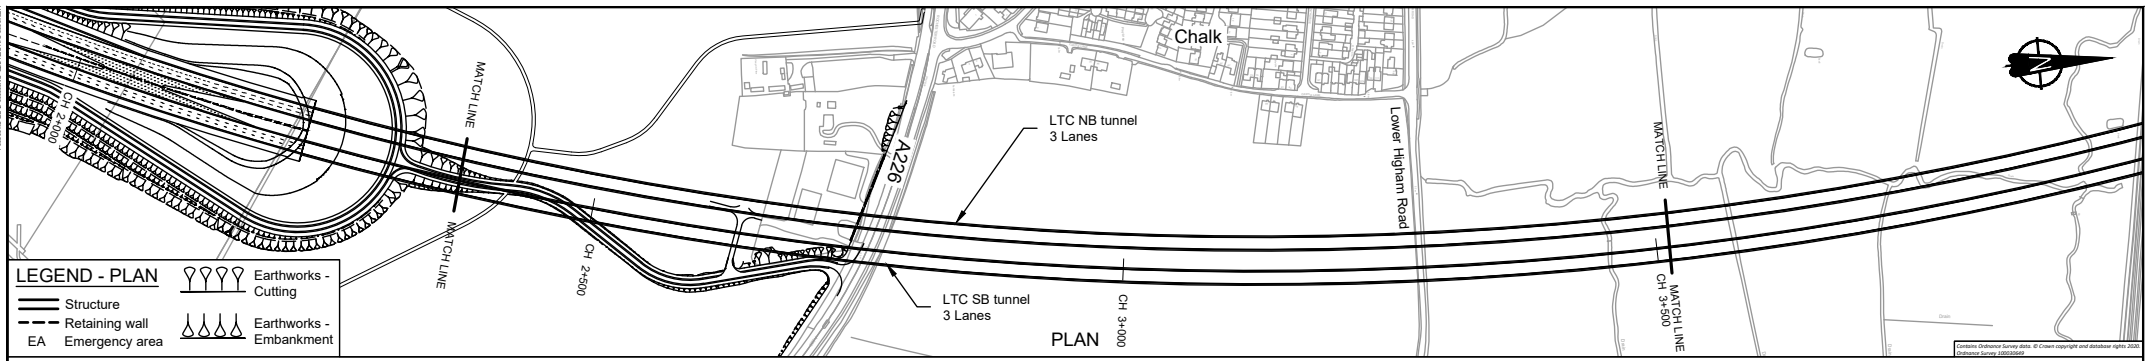 Chalk
N
MATCH LINE
CH 2+000
LTC NB tunnel
3 Lanes
A226
Lower Higham Road
MATCH LINE
MATCH LINE
CH 2+500
LEGEND - PLAN
Structure
Retaining wall
EA Emergency area
Earthworks -
Cutting
Earthworks -
Embankment
LTC SB tunnel
3 Lanes
CH 3+000
PLAN
CH 3+500
MATCH LINE
Drain
Contains Ordnance Survey data. © Crown copyright and database rights 2020.
Ordnance Survey 100030649